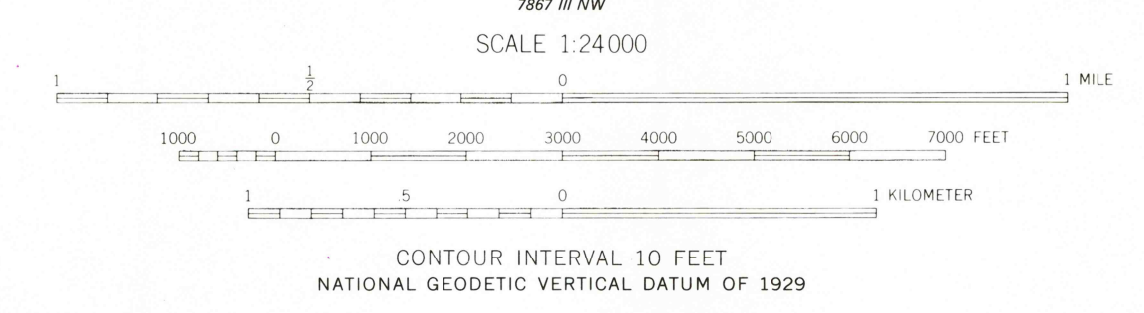 7867 III NW
SCALE 1:24000
1 ½ 0 1 MILE
1000 0 1000 2000 3000 4000 5000 6000 7000 FEET
1 .5 0 1 KILOMETER
CONTOUR INTERVAL 10 FEET
NATIONAL GEODETIC VERTICAL DATUM OF 1929